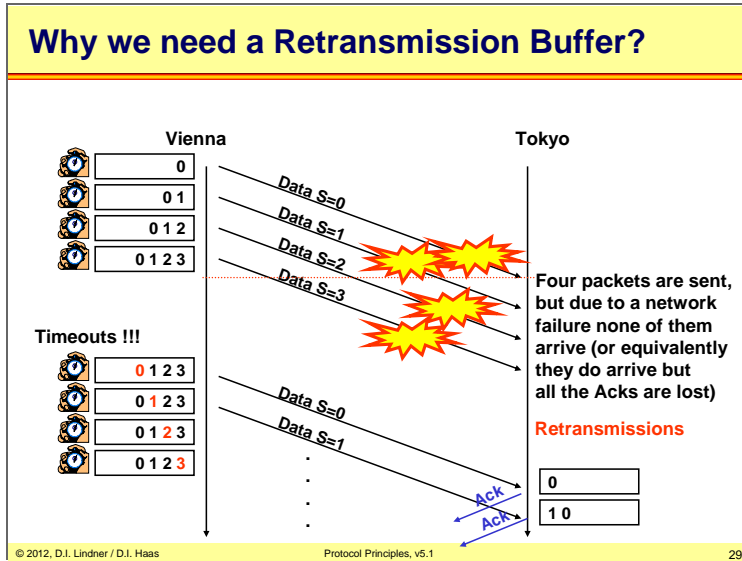 Why we need a Retransmission Buffer?
Vienna
Tokyo
0
0 1
0 1 2
0 1 2 3
Data S=0
Data S=1
Data S=2
Data S=3
Four packets are sent,
but due to a network
failure none of them
arrive (or equivalently
they do arrive but
all the Acks are lost)
Timeouts !!!
0 1 2 3
0 1 2 3
0 1 2 3
0 1 2 3
Data S=0
Data S=1
.
.
.
.
Retransmissions
0
1 0
Ack
Ack
© 2012, D.I. Lindner / D.I. Haas
Protocol Principles, v5.1
29